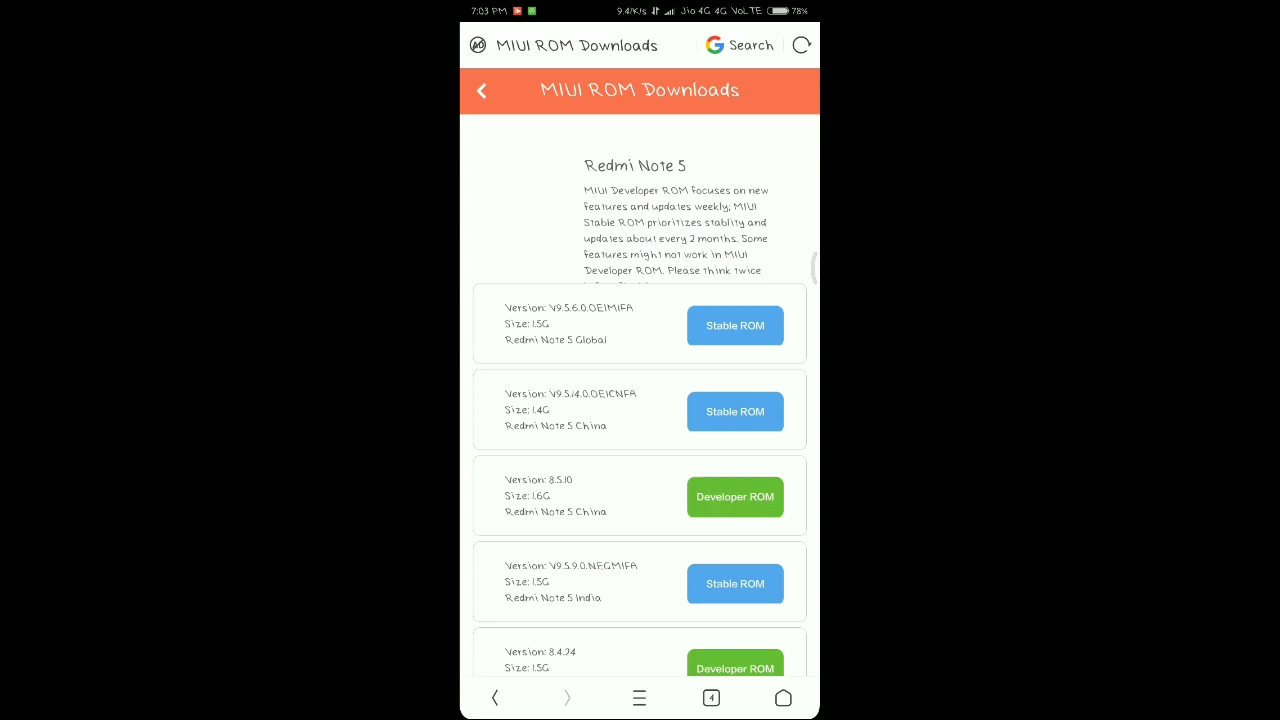 7:03 PM
9.4/K/s Jio 4G 4G VoLTE 78%
MIUI ROM Downloads
Search
MIUI ROM Downloads
Redmi Note 5
MIUI Developer ROM focuses on new
features and updates weekly; MIUI
Stable ROM prioritizes stablity and
updates about every 2 months. Some
features might not work in MIUI
Developer ROM. Please think twice
Version: V9.5.6.0.OEIMIFA
Size: 1.5G
Redmi Note 5 Global
Stable ROM
Version: V9.5.14.0.OEICNFA
Size: 1.4G
Redmi Note 5 China
Stable ROM
Version: 8.5.10
Size: 1.6G
Redmi Note 5 China
Developer ROM
Version: V9.5.9.0.NEGMIFA
Size: 1.5G
Redmi Note 5 India
Stable ROM
Version: 8.4.24
Size: 1.5G
Developer ROM
4